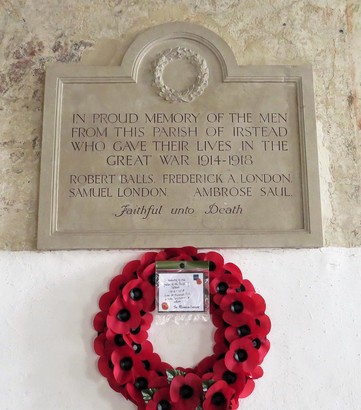 IN PROUD MEMORY OF THE MEN
FROM THIS PARISH OF IRSTEAD
WHO GAVE THEIR LIVES IN THE
GREAT WAR 1914-1918
ROBERT BALLS. FREDERICK A. LONDON.
SAMUEL LONDON. AMBROSE SAUL.
Faithful unto Death